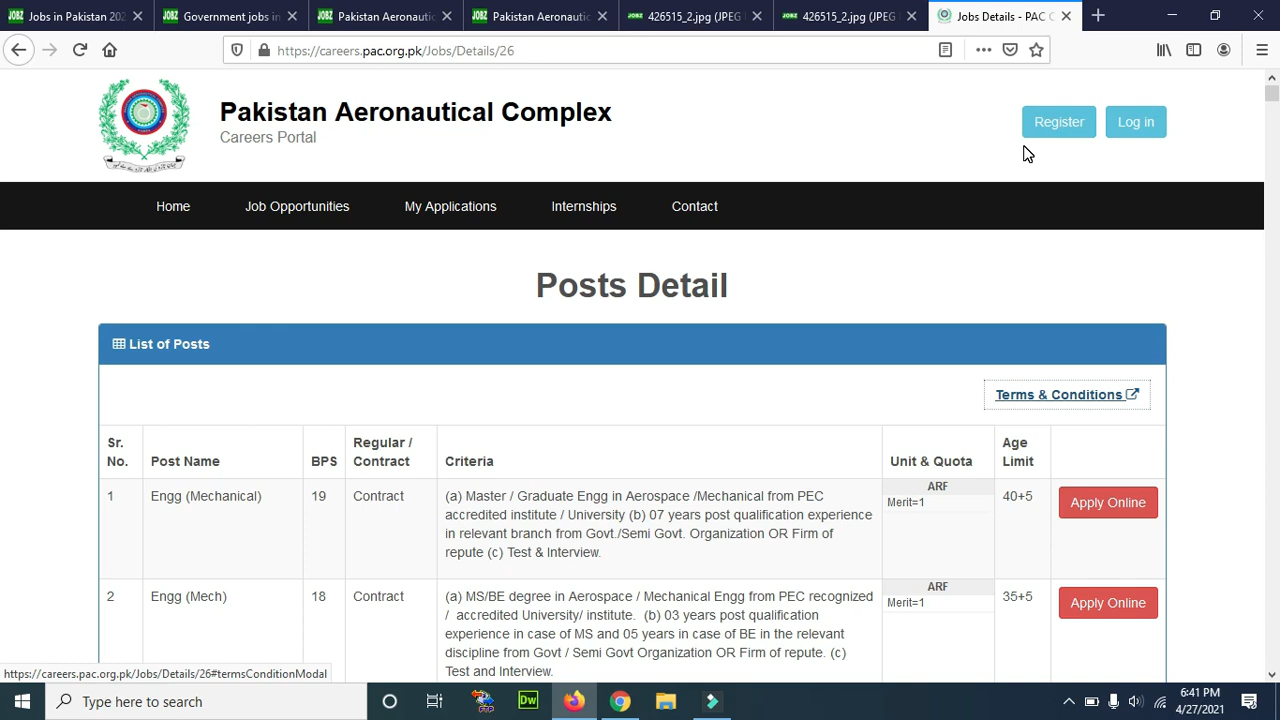 Jobs in Pakistan 202
Government jobs in
Pakistan Aeronautic
Pakistan Aeronautic
426515_2.jpg (JPEG
426515_2.jpg (JPEG
Jobs Details - PAC C
https://careers.pac.org.pk/Jobs/Details/26
Pakistan Aeronautical Complex
Careers Portal
Register
Log in
Home
Job Opportunities
My Applications
Internships
Contact
Posts Detail
List of Posts
Terms & Conditions
Sr. No.
Post Name
BPS
Regular / Contract
Criteria
Unit & Quota
Age Limit
1
Engg (Mechanical)
19
Contract
(a) Master / Graduate Engg in Aerospace /Mechanical from PEC
accredited institute / University (b) 07 years post qualification experience
in relevant branch from Govt./Semi Govt. Organization OR Firm of
repute (c) Test & Interview.
ARF
Merit=1
40+5
Apply Online
2
Engg (Mech)
18
Contract
(a) MS/BE degree in Aerospace / Mechanical Engg from PEC recognized
/ accredited University/ institute. (b) 03 years post qualification
experience in case of MS and 05 years in case of BE in the relevant
discipline from Govt / Semi Govt Organization OR Firm of repute. (c)
Test and Interview.
ARF
Merit=1
35+5
Apply Online
https://careers.pac.org.pk/Jobs/Details/26#termsConditionModal
Type here to search
Dw
6:41 PM
4/27/2021